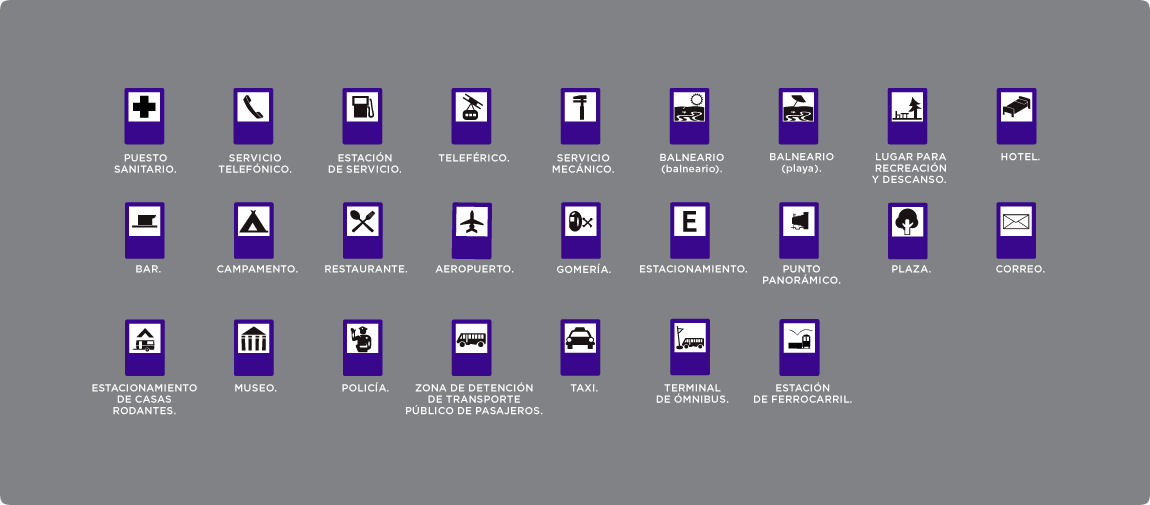 PUESTO
SANITARIO.
SERVICIO
TELEFÓNICO.
ESTACIÓN
DE SERVICIO.
TELEFÉRICO.
SERVICIO
MECÁNICO.
BALNEARIO
(balneario).
BALNEARIO
(playa).
LUGAR PARA
RECREACIÓN
Y DESCANSO.
HOTEL.
BAR.
CAMPAMENTO.
RESTAURANTE.
AEROPUERTO.
GOMERÍA.
E
ESTACIONAMIENTO.
PUNTO
PANORÁMICO.
PLAZA.
CORREO.
ESTACIONAMIENTO
DE CASAS
RODANTES.
MUSEO.
POLICÍA.
ZONA DE DETENCIÓN
DE TRANSPORTE
PÚBLICO DE PASAJEROS.
TAXI.
TERMINAL
DE ÓMNIBUS.
ESTACIÓN
DE FERROCARRIL.